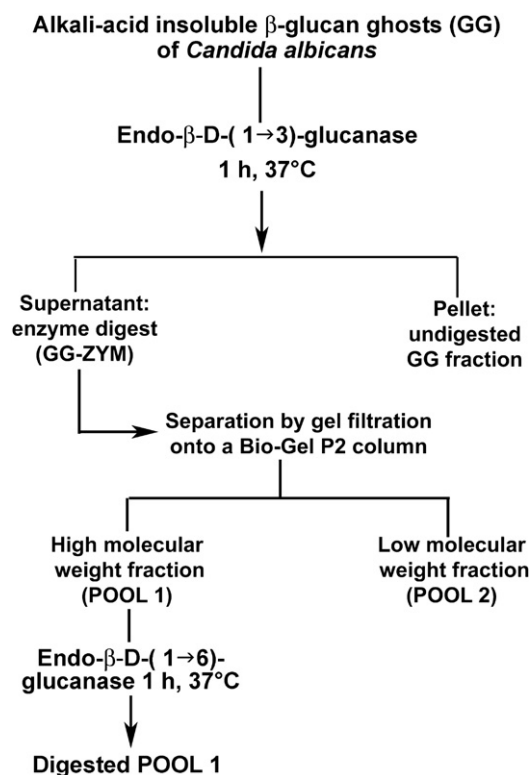 Alkali-acid insoluble β-glucan ghosts (GG)
of Candida albicans
Endo-β-D-( 1→3)-glucanase
1 h, 37°C
Supernatant:
enzyme digest
(GG-ZYM)
Pellet:
undigested
GG fraction
Separation by gel filtration
onto a Bio-Gel P2 column
High molecular
weight fraction
(POOL 1)
Low molecular
weight fraction
(POOL 2)
Endo-β-D-( 1→6)-
glucanase 1 h, 37°C
Digested POOL 1